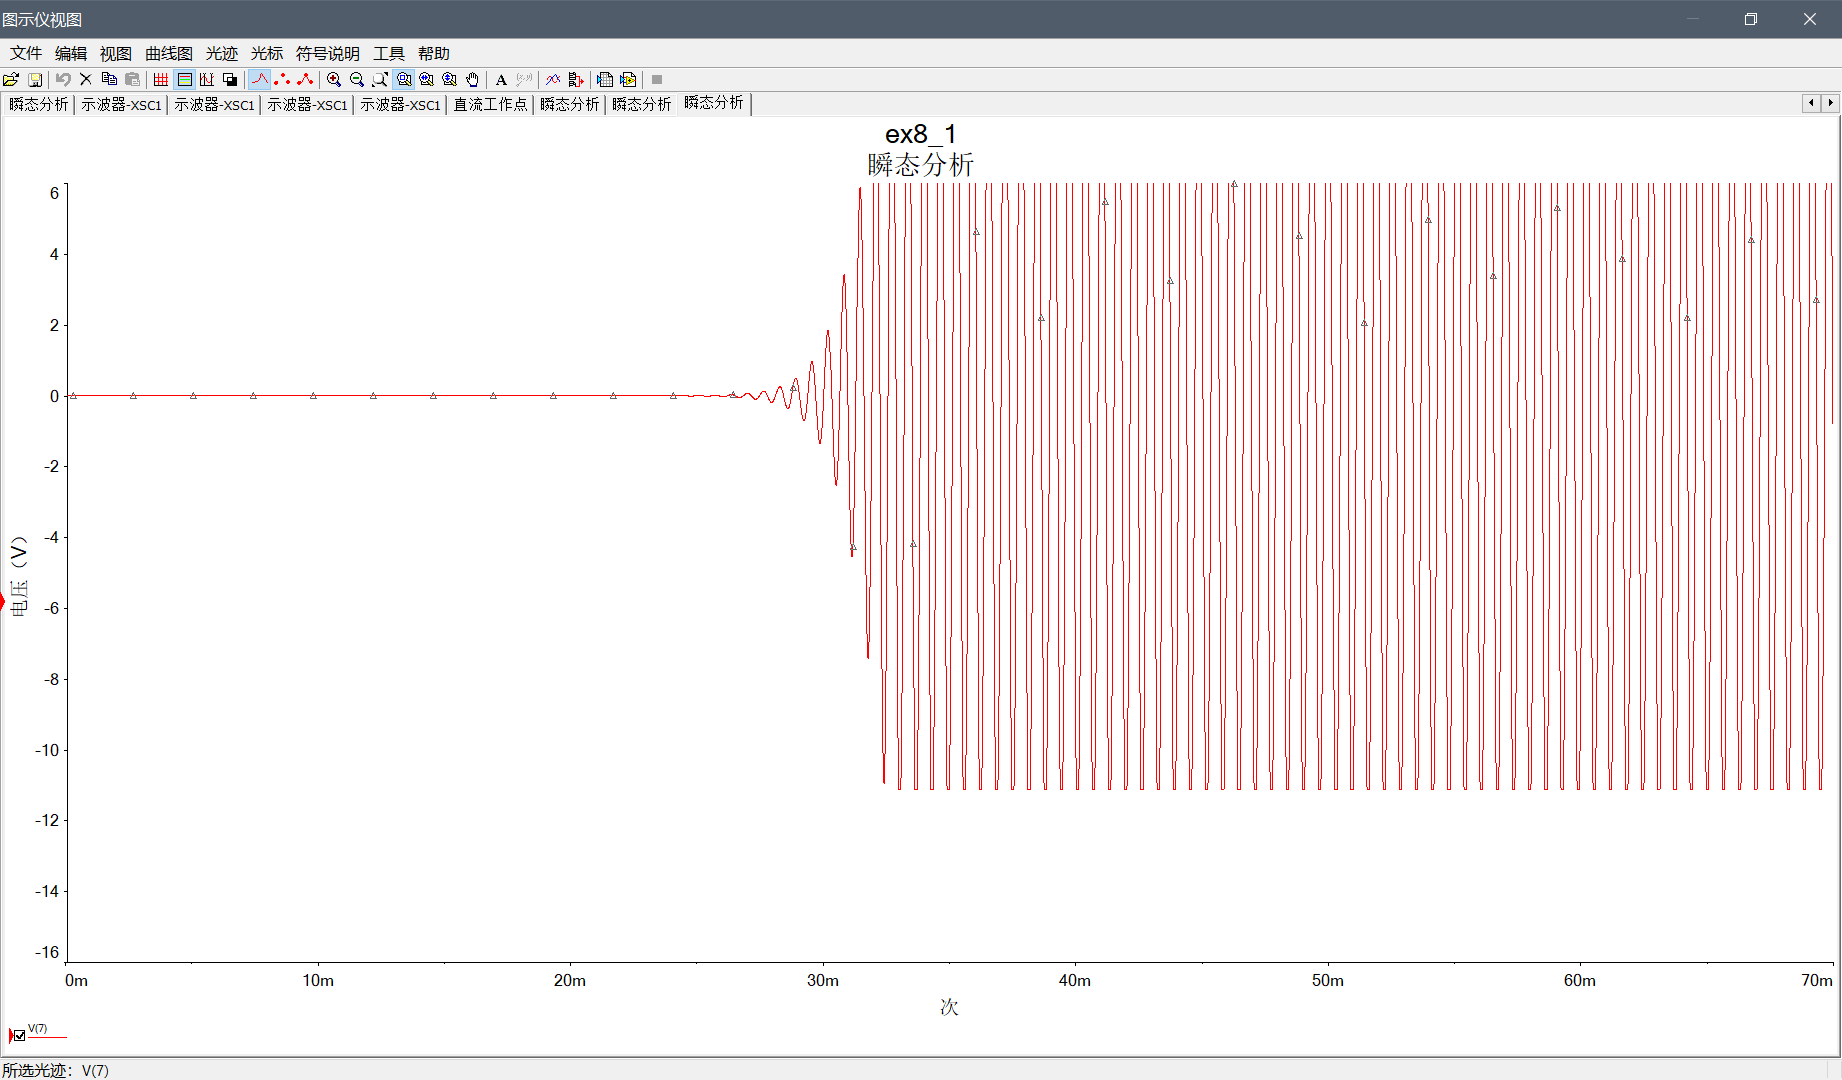 图示仪视图
文件 编辑 视图 曲线图 光迹 光标 符号说明 工具 帮助
A
瞬态分析 示波器-XSC1 示波器-XSC1 示波器-XSC1 示波器-XSC1 直流工作点 瞬态分析 瞬态分析 瞬态分析
ex8_1
瞬态分析
6
4
2
0
-2
-4
-6
-8
-10
-12
-14
-16
电压（V）
0m 10m 20m 30m 40m 50m 60m 70m
次
V(7)
所选光迹：V(7)